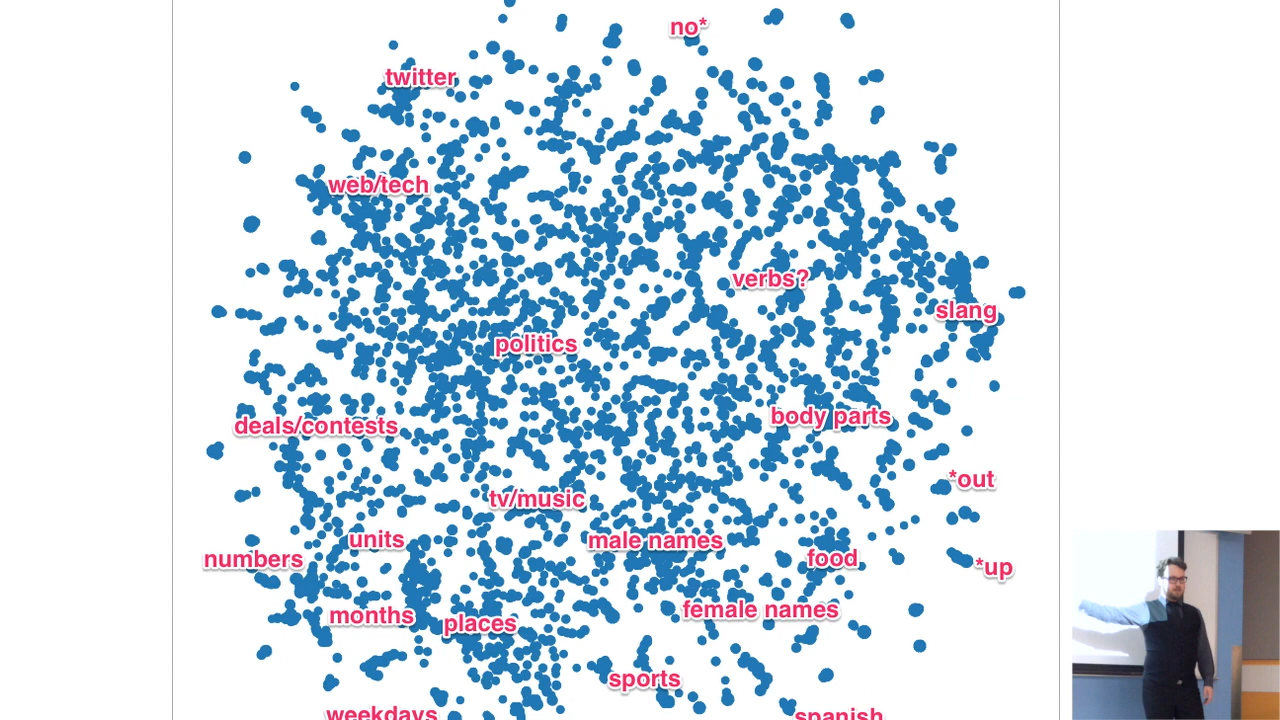 no*
twitter
web/tech
verbs?
slang
politics
body parts
deals/contests
*out
tv/music
units
male names
numbers
food
*up
months
places
female names
sports
weekdays
spanish